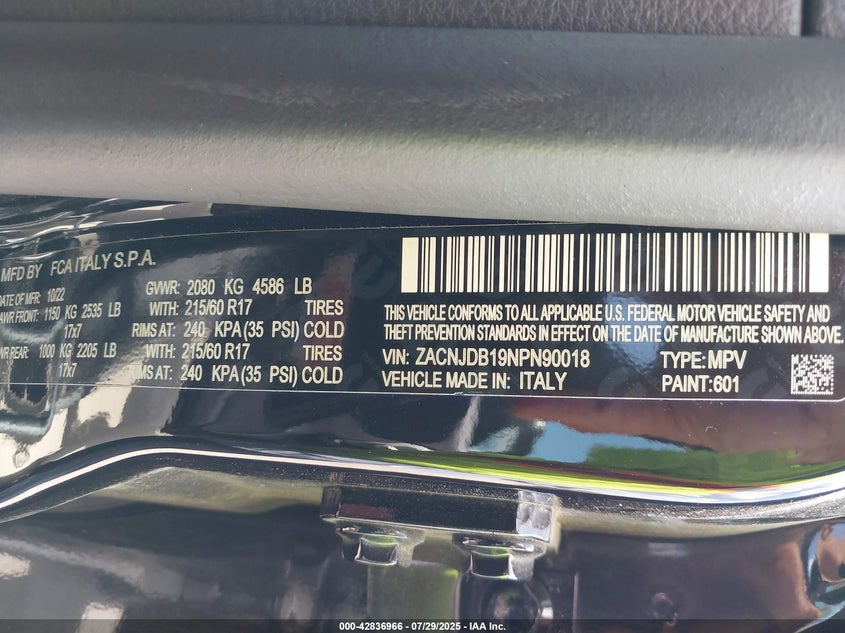 MFD BY FCA ITALY S.P.A.
DATE OF MFR: 10/22
GVWR: 2080 KG 4586 LB
AWR FRONT: 1150 KG 2535 LB WITH: 215/60 R17 TIRES
17x7 RIMS AT: 240 KPA (35 PSI) COLD
WR REAR: 1000 KG 2205 LB WITH: 215/60 R17 TIRES
17x7 RIMS AT: 240 KPA (35 PSI) COLD
THIS VEHICLE CONFORMS TO ALL APPLICABLE U.S. FEDERAL MOTOR VEHICLE SAFETY AND
THEFT PREVENTION STANDARDS IN EFFECT ON THE DATE OF MANUFACTURE SHOWN ABOVE.
VIN: ZACNJDB19NPN90018 TYPE: MPV
VEHICLE MADE IN: ITALY PAINT: 601
000-42836966 - 07/29/2025 - IAA Inc.